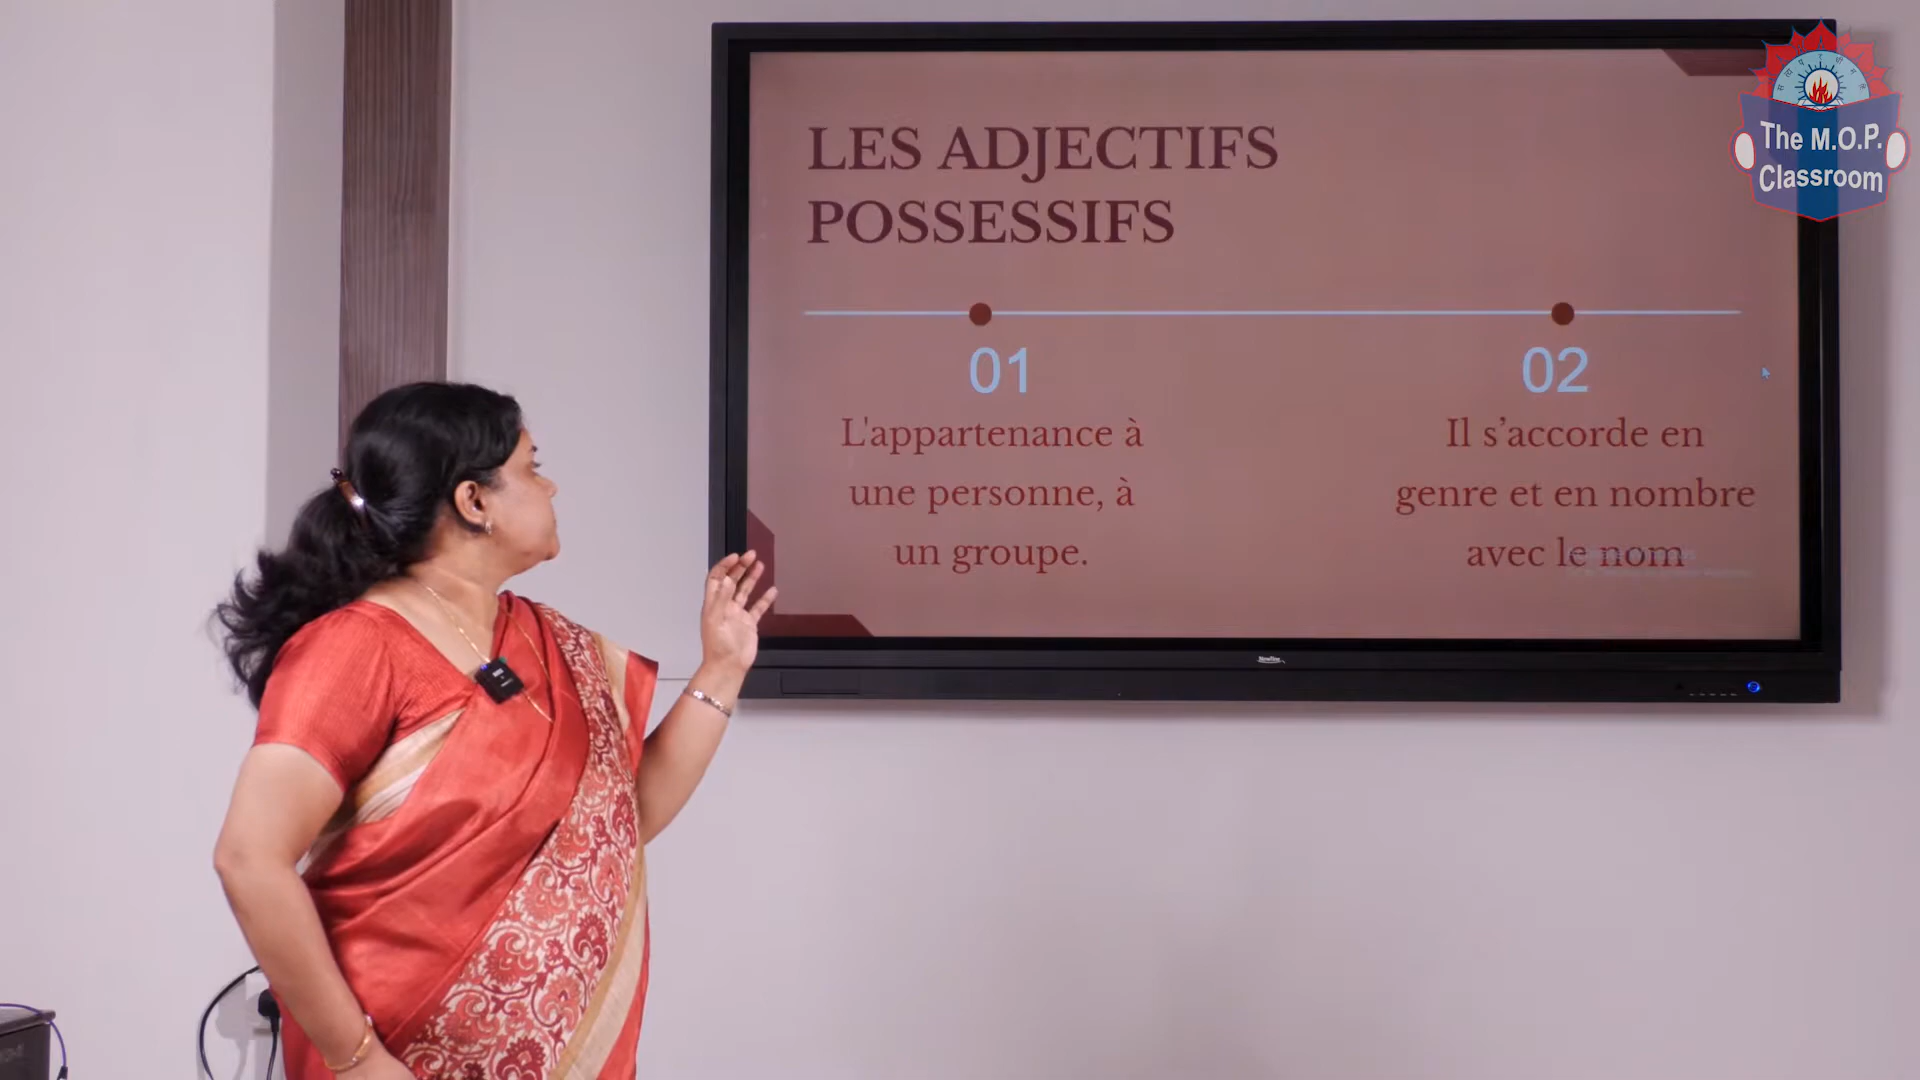 The M.O.P.
Classroom
LES ADJECTIFS
POSSESSIFS
01
L'appartenance à
une personne, à
un groupe.
02
Il s’accorde en
genre et en nombre
avec le nom